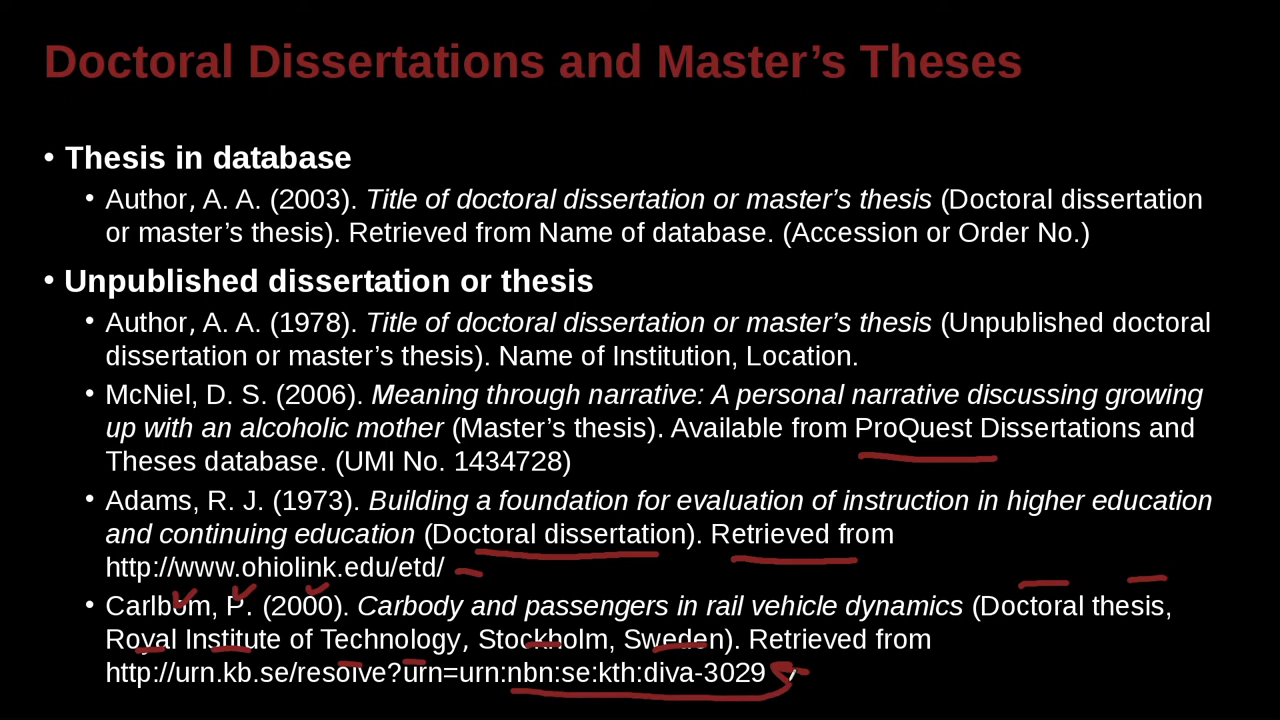 Doctoral Dissertations and Master’s Theses
• Thesis in database
• Author, A. A. (2003). Title of doctoral dissertation or master’s thesis (Doctoral dissertation
or master’s thesis). Retrieved from Name of database. (Accession or Order No.)
• Unpublished dissertation or thesis
• Author, A. A. (1978). Title of doctoral dissertation or master’s thesis (Unpublished doctoral
dissertation or master’s thesis). Name of Institution, Location.
• McNiel, D. S. (2006). Meaning through narrative: A personal narrative discussing growing
up with an alcoholic mother (Master’s thesis). Available from ProQuest Dissertations and
Theses database. (UMI No. 1434728)
• Adams, R. J. (1973). Building a foundation for evaluation of instruction in higher education
and continuing education (Doctoral dissertation). Retrieved from
http://www.ohiolink.edu/etd/
• Carlbom, P. (2000). Carbody and passengers in rail vehicle dynamics (Doctoral thesis,
Royal Institute of Technology, Stockholm, Sweden). Retrieved from
http://urn.kb.se/resolve?urn=urn:nbn:se:kth:diva-3029